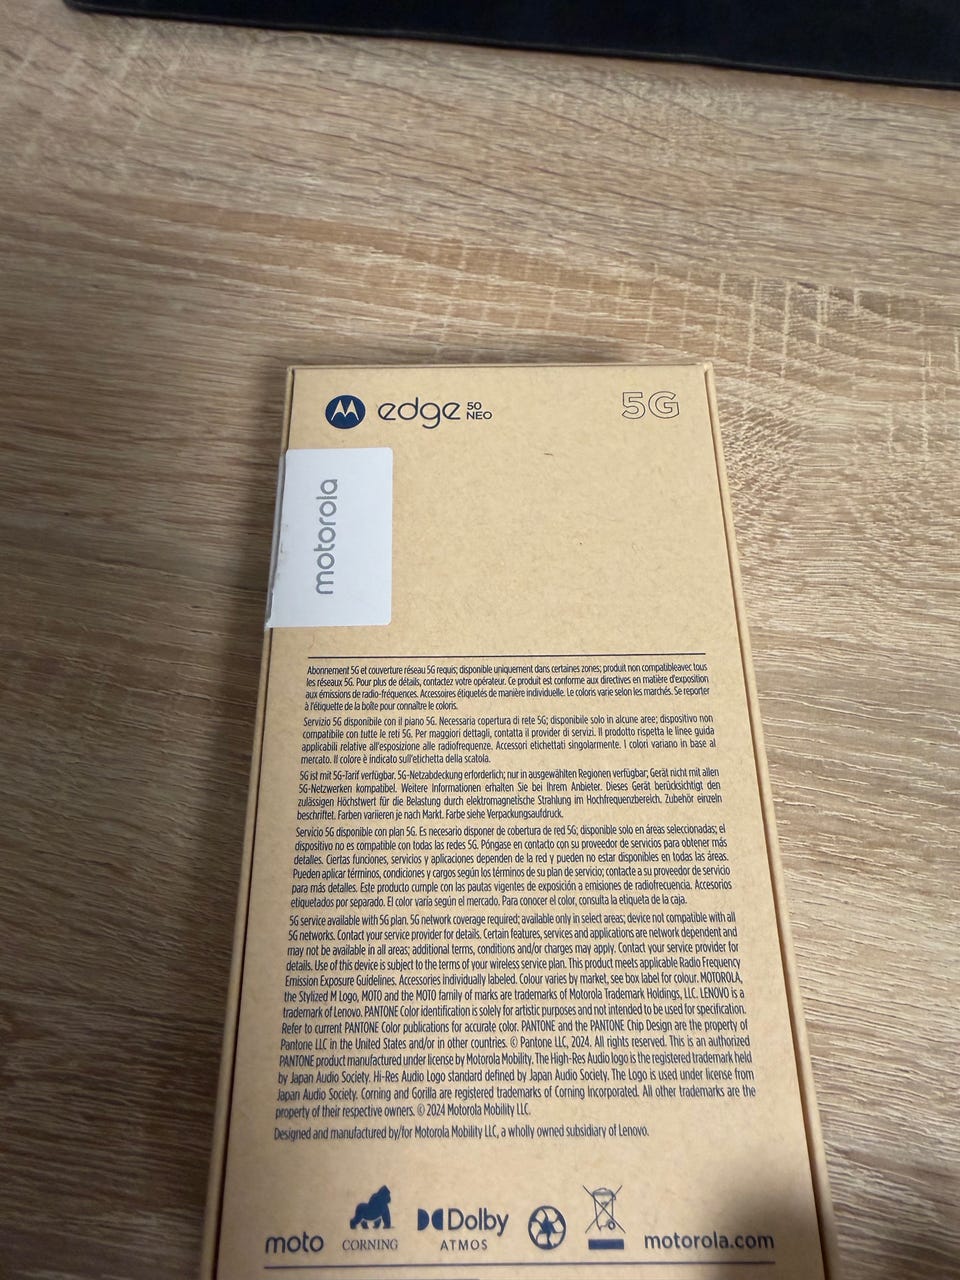 edge 50 NEO
5G
motorola
Abonnement 5G et couverture réseau 5G requis; disponible uniquement dans certaines zones; produit non compatibleavec tous
les réseaux 5G. Pour plus de détails, contactez votre opérateur. Ce produit est conforme aux directives en matière d'exposition
aux émissions de radio-fréquences. Accessoires étiquetés de manière individuelle. Le coloris varie selon les marchés. Se reporter
à l'étiquette de la boîte pour connaître le coloris.
Servizio 5G disponibile con il piano 5G. Necessaria copertura di rete 5G; disponibile solo in alcune aree; dispositivo non
compatibile con tutte le reti 5G. Per maggiori dettagli, contatta il provider di servizi. Il prodotto rispetta le linee guida
applicabili relative all'esposizione alle radiofrequenze. Accessori etichettati singolarmente. I colori variano in base al
mercato. Il colore è indicato sull'etichetta della scatola.
5G ist mit 5G-Tarif verfügbar. 5G-Netzabdeckung erforderlich; nur in ausgewählten Regionen verfügbar; Gerät nicht mit allen
5G-Netzwerken kompatibel. Weitere Informationen erhalten Sie bei Ihrem Anbieter. Dieses Gerät berücksichtigt den
zulässigen Höchstwert für die Belastung durch elektromagnetische Strahlung im Hochfrequenzbereich. Zubehör einzeln
beschriftet. Farben variieren je nach Markt. Farbe siehe Verpackungsaufdruck.
Servicio 5G disponible con plan 5G. Es necesario disponer de cobertura de red 5G; disponible solo en áreas seleccionadas; el
dispositivo no es compatible con todas las redes 5G. Póngase en contacto con su proveedor de servicios para obtener más
detalles. Ciertas funciones, servicios y aplicaciones dependen de la red y pueden no estar disponibles en todas las áreas.
Pueden aplicar términos, condiciones y cargos según los términos de su plan de servicio; contacte a su proveedor de servicio
para más detalles. Este producto cumple con las pautas vigentes de exposición a emisiones de radiofrecuencia. Accesorios
etiquetados por separado. El color varía según el mercado. Para conocer el color, consulta la etiqueta de la caja.
5G service available with 5G plan. 5G network coverage required; available only in select areas; device not compatible with all
5G networks. Contact your service provider for details. Certain features, services and applications are network dependent and
may not be available in all areas; additional terms, conditions and/or charges may apply. Contact your service provider for
details. Use of this device is subject to the terms of your wireless service plan. This product meets applicable Radio Frequency
Emission Exposure Guidelines. Accessories individually labeled. Colour varies by market, see box label for colour. MOTOROLA,
the Stylized M Logo, MOTO and the MOTO family of marks are trademarks of Motorola Trademark Holdings, LLC. LENOVO is a
trademark of Lenovo. PANTONE Color identification is solely for artistic purposes and not intended to be used for specification.
Refer to current PANTONE Color publications for accurate color. PANTONE and the PANTONE Chip Design are the property of
Pantone LLC in the United States and/or in other countries. © Pantone LLC, 2024. All rights reserved. This is an authorized
PANTONE product manufactured under license by Motorola Mobility. The High-Res Audio logo is the registered trademark held
by Japan Audio Society. Hi-Res Audio Logo standard defined by Japan Audio Society. The Logo is used under license from
Japan Audio Society. Corning and Gorilla are registered trademarks of Corning Incorporated. All other trademarks are the
property of their respective owners. © 2024 Motorola Mobility LLC.
Designed and manufactured by/for Motorola Mobility LLC, a wholly owned subsidiary of Lenovo.
moto
CORNING
Dolby
ATMOS
motorola.com